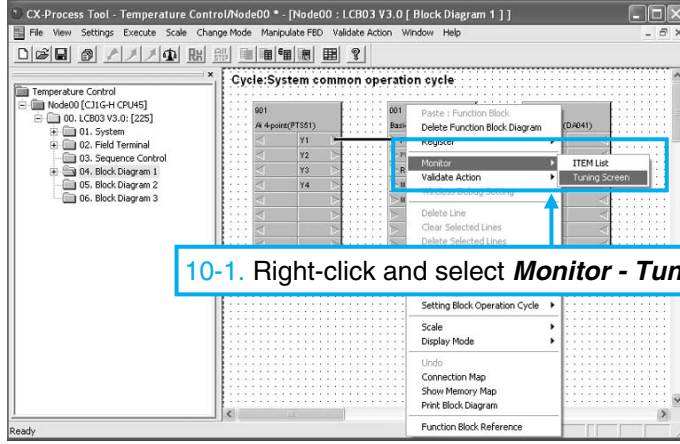 CX-Process Tool - Temperature Control/Node00 * - [Node00 : LCB03 V3.0 [ Block Diagram 1 ] ]
File View Settings Execute Scale Change Mode Manipulate FBD Validate Action Window Help
Temperature Control
Node00 [CJ1G-H CPU45]
00. LCB03 V3.0: [225]
01. System
02. Field Terminal
03. Sequence Control
04. Block Diagram 1
05. Block Diagram 2
06. Block Diagram 3
Cycle:System common operation cycle
901
AI 4-point(PTS51)
Y1
Y2
Y3
Y4
001
(DA041)
Paste : Function Block
Delete Function Block Diagram
Register
Monitor
Validate Action
Wireless Debug Setting
ITEM List
Tuning Screen
Delete Line
Clear Selected Lines
Delete Selected Lines
10-1. Right-click and select Monitor - Tun
Setting Block Operation Cycle
Scale
Display Mode
Undo
Connection Map
Show Memory Map
Print Block Diagram
Function Block Reference
Ready